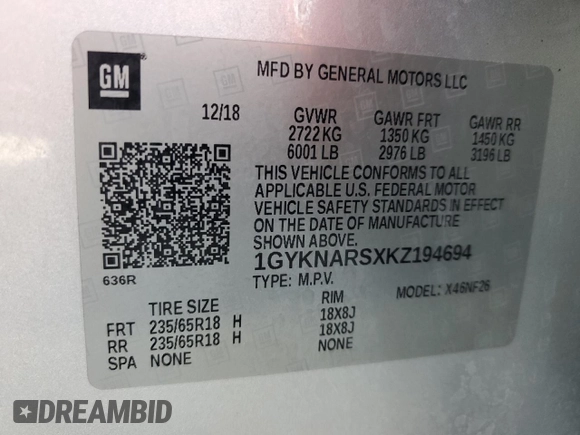 GM
MFD BY GENERAL MOTORS LLC
12/18 GVWR GAWR FRT GAWR RR
2722 KG 1350 KG 1450 KG
6001 LB 2976 LB 3196 LB
THIS VEHICLE CONFORMS TO ALL
APPLICABLE U.S. FEDERAL MOTOR
VEHICLE SAFETY STANDARDS IN EFFECT
ON THE DATE OF MANUFACTURE
SHOWN ABOVE.
636R
1GYKNARSXKZ194694
TYPE: M.P.V. MODEL: X46NF26
TIRE SIZE RIM
FRT 235/65R18 H 18X8J
RR 235/65R18 H 18X8J
SPA NONE NONE
DREAMBID